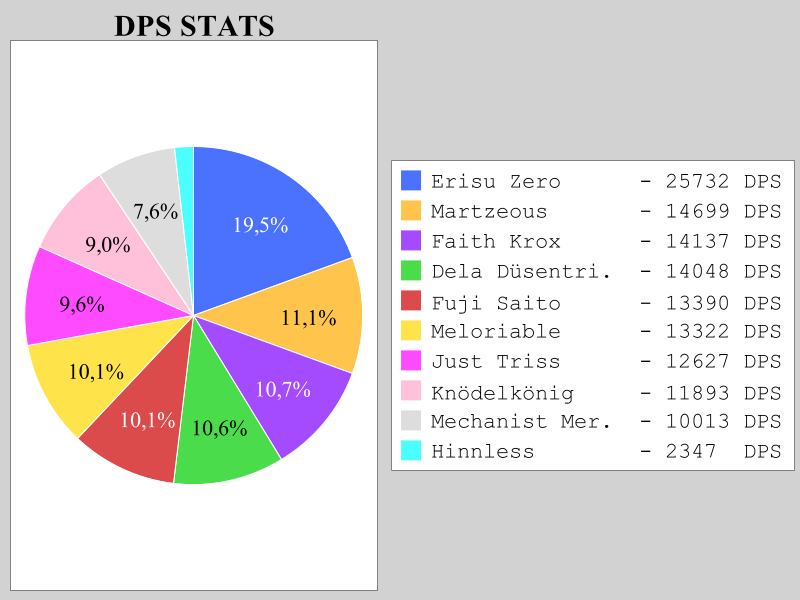 DPS STATS
19,5%
11,1%
10,7%
10,6%
10,1%
10,1%
9,6%
9,0%
7,6%
Erisu Zero - 25732 DPS
Martzeous - 14699 DPS
Faith Krox - 14137 DPS
Dela Düsentri. - 14048 DPS
Fuji Saito - 13390 DPS
Meloriable - 13322 DPS
Just Triss - 12627 DPS
Knödelkönig - 11893 DPS
Mechanist Mer. - 10013 DPS
Hinnless - 2347 DPS